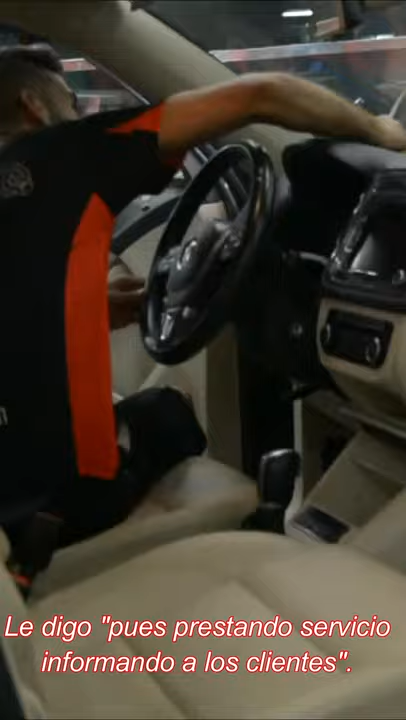 Le digo "pues prestando servicio
informando a los clientes".